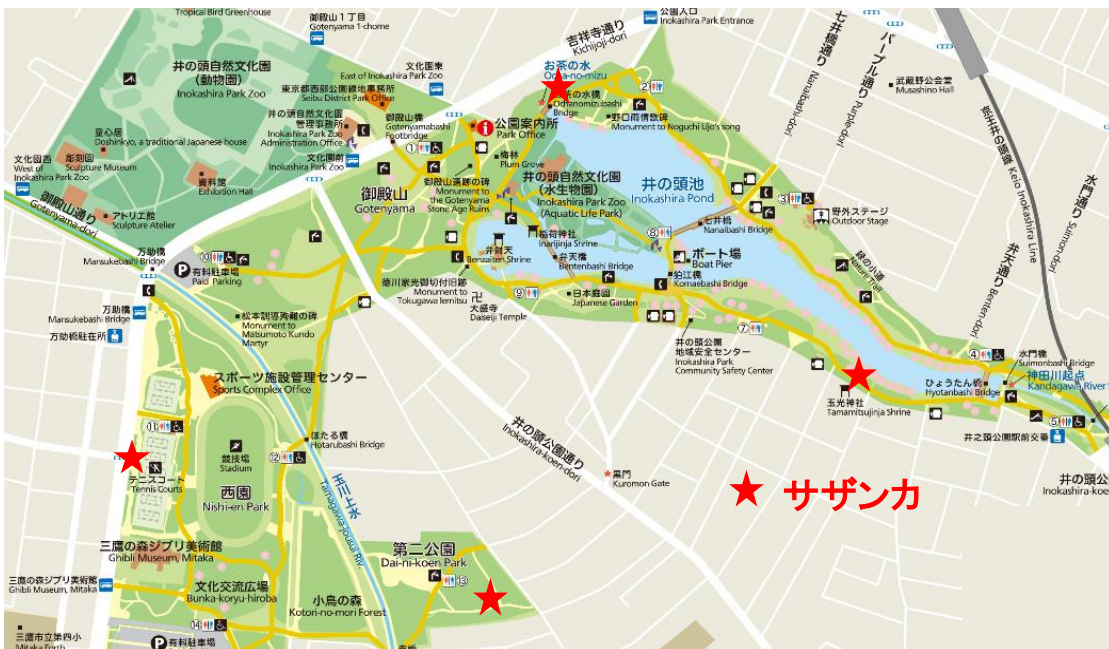 Tropical Bird Greenhouse
御殿山1丁目
Gotenyama 1-chome
吉祥寺通り
Kichijoji-dori
公園入口
Inokashira Park Entrance
七井橋通り
Nanaibashi-dori
パープル通り
Purple-dori
武蔵野公会堂
Musashino Hall
京王井の頭線
Keio Inokashira Line
水門通り
Suimon-dori
井の頭自然文化園
(動物園)
Inokashira Park Zoo
文化園東
East of Inokashira Park Zoo
東京都西部公園緑地事務所
Seibu District Park Office
井の頭自然文化園
管理事務所
Inokashira Park Zoo
Administration Office
御殿山橋
Gotenyamabashi
Footbridge
公園案内所
Park Office
お茶の水
Ocha-no-mizu
Ochanomizubashi
Bridge
野口雨情歌碑
Monument to Noguchi Ujo's song
童心居
Doshinkyo, a traditional Japanese house
文化園西
West of
Inokashira Park Zoo
彫刻園
Sculpture Museum
資料館
Exhibition Hall
文化園前
Inokashira Park Zoo
梅林
Plum Grove
御殿山
Gotenyama
御殿山遺跡の碑
Monument to
the Gotenyama
Stone Age Ruins
井の頭自然文化園
(水生物園)
Inokashira Park Zoo
(Aquatic Life Park)
井の頭池
Inokashira Pond
七井橋
Nanaibashi Bridge
野外ステージ
Outdoor Stage
御殿山通り
Gotenyama-dori
アトリエ館
Sculpture Atelier
万助橋
Mansukebashi Bridge
有料駐車場
Paid Parking
稲荷神社
Inarijinja Shrine
弁財天
Benzaiten Shrine
弁天橋
Bentenbashi Bridge
ボート場
Boat Pier
狛江橋
Komaebashi Bridge
緑の小道
Nature Trail
弁天通り
Benten-dori
徳川家光御切付旧跡
Monument to
Tokugawa Iemitsu
大盛寺
Daiseiji Temple
日本庭園
Japanese Garden
万助橋
Mansukebashi Bridge
万助橋駐在所
松本訓導殉難の碑
Monument to
Matsumoto Kundo
Martyr
井の頭公園
地域安全センター
Inokashira Park
Community Safety Center
水門橋
Suimonbashi Bridge
ひょうたん橋
Hyotanbashi Bridge
神田川起点
Kandagawa River
玉光神社
Tamamitsujinja Shrine
井之頭公園駅前交番
スポーツ施設管理センター
Sports Complex Office
ほたる橋
Hotarubashi Bridge
井の頭公園通り
Inokashira-koen-dori
黒門
Kuromon Gate
競技場
Stadium
テニスコート
Tennis Courts
西園
Nishi-en Park
玉川上水
Tamagawa-Jousui Riv.
サザンカ
三鷹の森ジブリ美術館
Ghibli Museum, Mitaka
第二公園
Dai-ni-koen Park
三鷹の森ジブリ美術館
Ghibli Museum, Mitaka
文化交流広場
Bunka-koryu-hiroba
小鳥の森
Kotori-no-mori Forest
三鷹市立第四小
有料駐車場
Paid Parking